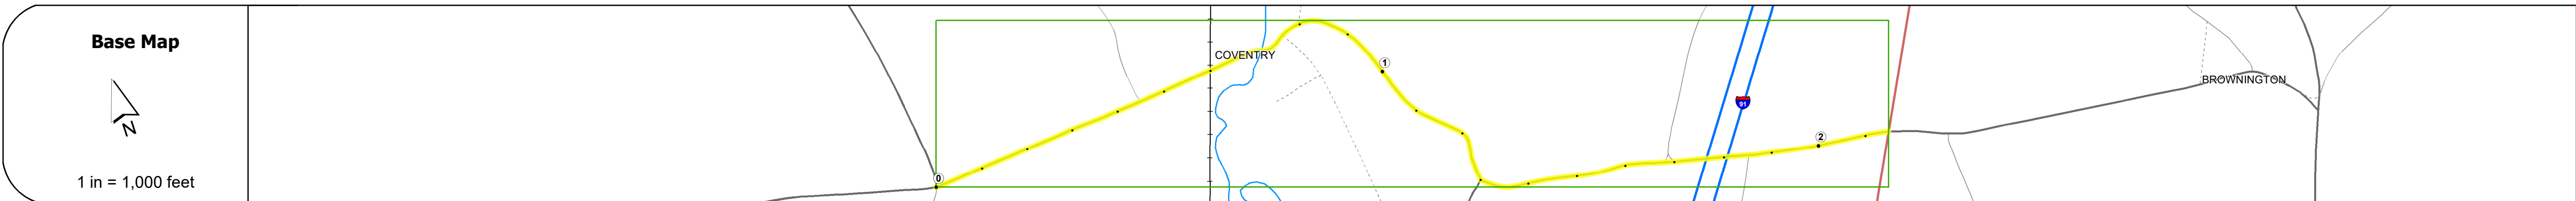 Base Map
N
1 in = 1,000 feet
0
COVENTRY
1
91
2
BROWNINGTON